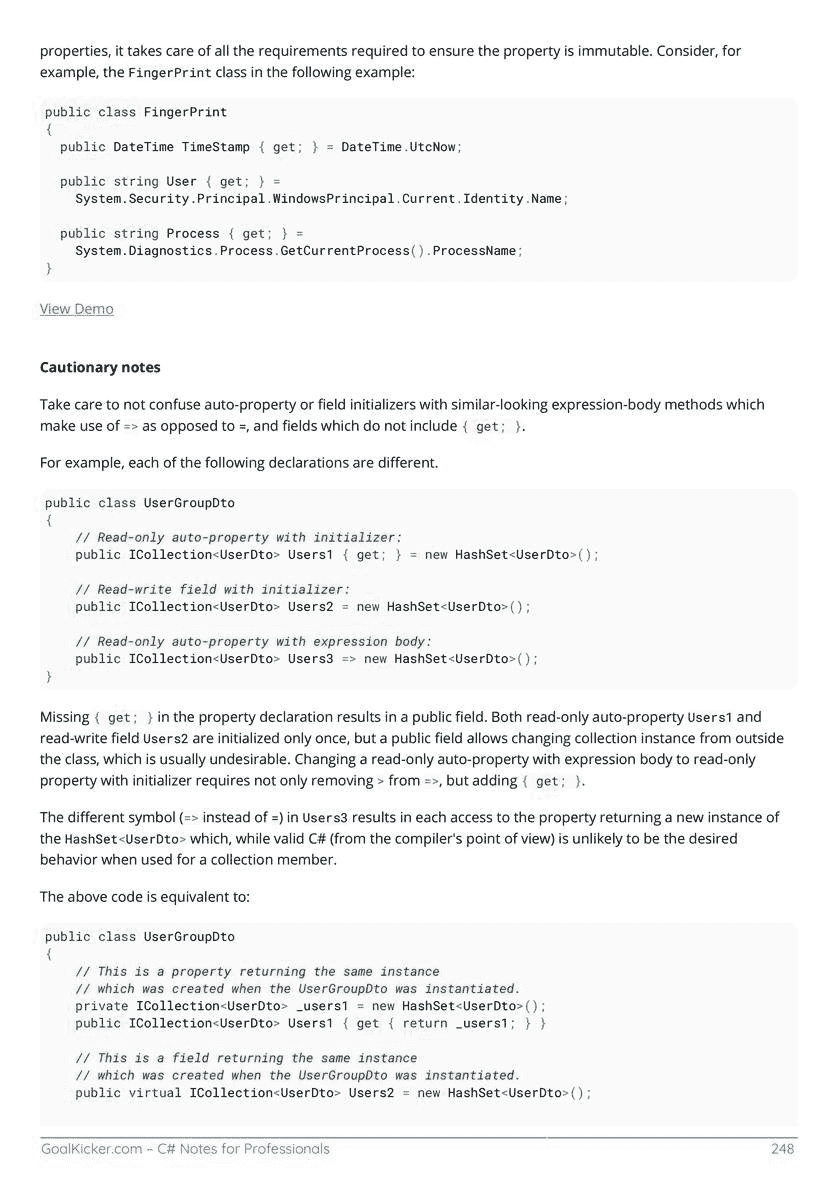 properties, it takes care of all the requirements required to ensure the property is immutable. Consider, for
example, the FingerPrint class in the following example:
public class FingerPrint
{
  public DateTime TimeStamp { get; } = DateTime.UtcNow;
  public string User { get; } =
    System.Security.Principal.WindowsPrincipal.Current.Identity.Name;
  public string Process { get; } =
    System.Diagnostics.Process.GetCurrentProcess().ProcessName;
}
View Demo
Cautionary notes
Take care to not confuse auto-property or field initializers with similar-looking expression-body methods which
make use of => as opposed to =, and fields which do not include { get; }.
For example, each of the following declarations are different.
public class UserGroupDto
{
    // Read-only auto-property with initializer:
    public ICollection<UserDto> Users1 { get; } = new HashSet<UserDto>();
    // Read-write field with initializer:
    public ICollection<UserDto> Users2 = new HashSet<UserDto>();
    // Read-only auto-property with expression body:
    public ICollection<UserDto> Users3 => new HashSet<UserDto>();
}
Missing { get; } in the property declaration results in a public field. Both read-only auto-property Users1 and
read-write field Users2 are initialized only once, but a public field allows changing collection instance from outside
the class, which is usually undesirable. Changing a read-only auto-property with expression body to read-only
property with initializer requires not only removing > from =>, but adding { get; }.
The different symbol (=> instead of =) in Users3 results in each access to the property returning a new instance of
the HashSet<UserDto> which, while valid C# (from the compiler's point of view) is unlikely to be the desired
behavior when used for a collection member.
The above code is equivalent to:
public class UserGroupDto
{
    // This is a property returning the same instance
    // which was created when the UserGroupDto was instantiated.
    private ICollection<UserDto> _users1 = new HashSet<UserDto>();
    public ICollection<UserDto> Users1 { get { return _users1; } }
    // This is a field returning the same instance
    // which was created when the UserGroupDto was instantiated.
    public virtual ICollection<UserDto> Users2 = new HashSet<UserDto>();
GoalKicker.com – C# Notes for Professionals
248